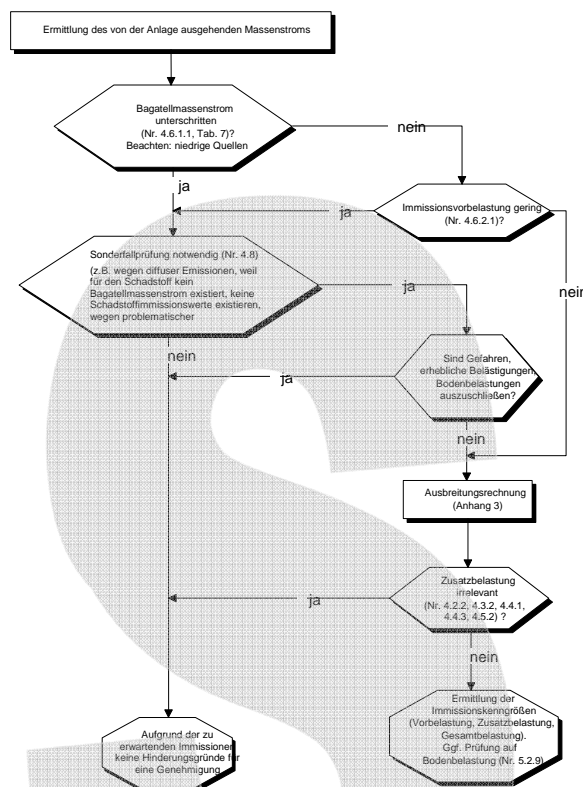 Ermittlung des von der Anlage ausgehenden Massenstroms
Bagatellmassenstrom
unterschritten
(Nr. 4.6.1.1, Tab. 7)?
Beachten: niedrige Quellen
nein
ja
Immissionsvorbelastung gering
(Nr. 4.6.2.1)?
ja
nein
Sonderfallprüfung notwendig (Nr. 4.8)
(z.B. wegen diffuser Emissionen, weil
für den Schadstoff kein
Bagatellmassenstrom existiert, keine
Schadstoffimmissionswerte existieren,
wegen problematischer
ja
nein
Sind Gefahren,
erhebliche Belästigungen,
Bodenbelastungen
auszuschließen?
ja
nein
Ausbreitungsrechnung
(Anhang 3)
Zusatzbelastung
irrelevant
(Nr. 4.2.2, 4.3.2, 4.4.1,
4.4.3, 4.5.2) ?
ja
nein
Ermittlung der
Immissionskenngrößen
(Vorbelastung, Zusatzbelastung,
Gesamtbelastung).
Ggf. Prüfung auf
Bodenbelastung (Nr. 5.2.9)
Aufgrund der zu
erwartenden Immissionen
keine Hinderungsgründe für
eine Genehmigung